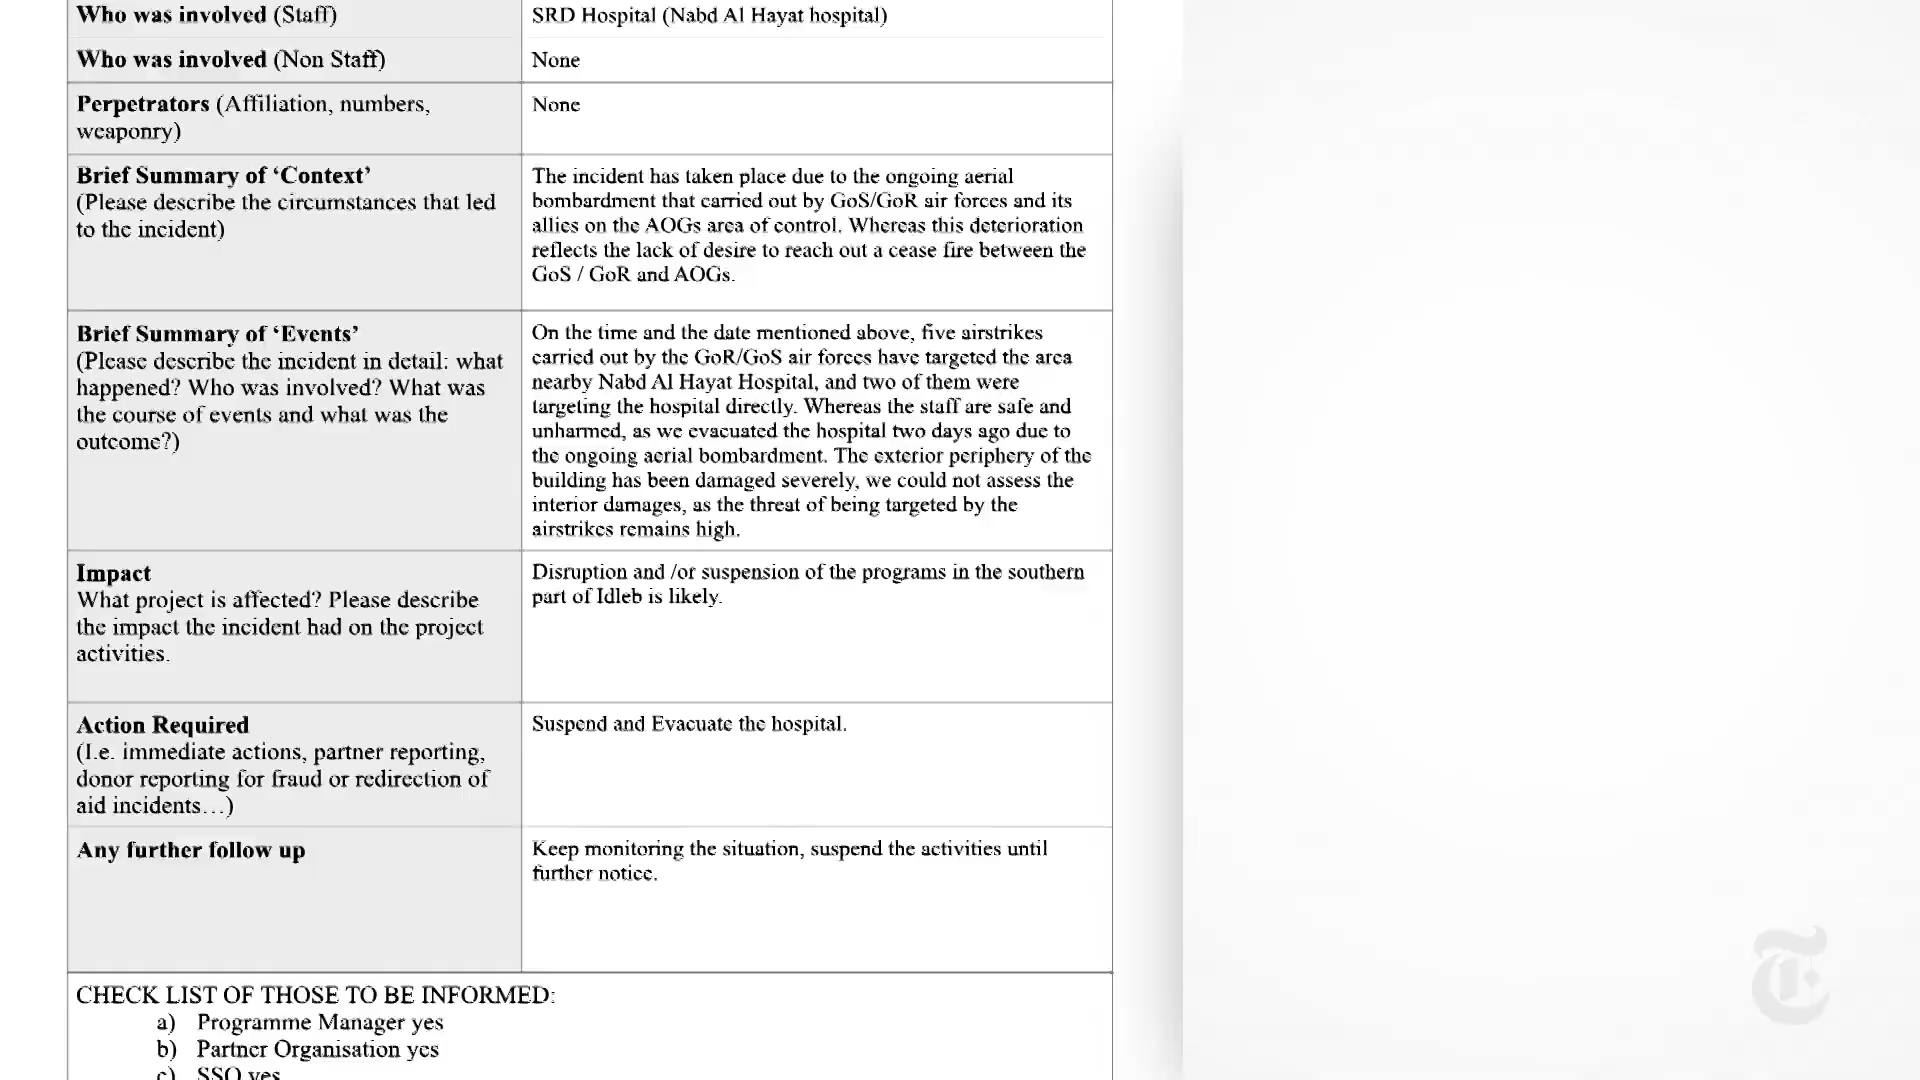 Who was involved (Staff)
SRD Hospital (Nabd Al Hayat hospital)
Who was involved (Non Staff)
None
Perpetrators (Affiliation, numbers,
weaponry)
None
Brief Summary of ‘Context’
(Please describe the circumstances that led
to the incident)
The incident has taken place due to the ongoing aerial
bombardment that carried out by GoS/GoR air forces and its
allies on the AOGs area of control. Whereas this deterioration
reflects the lack of desire to reach out a cease fire between the
GoS / GoR and AOGs.
Brief Summary of ‘Events’
(Please describe the incident in detail: what
happened? Who was involved? What was
the course of events and what was the
outcome?)
On the time and the date mentioned above, five airstrikes
carried out by the GoR/GoS air forces have targeted the area
nearby Nabd Al Hayat Hospital, and two of them were
targeting the hospital directly. Whereas the staff are safe and
unharmed, as we evacuated the hospital two days ago due to
the ongoing aerial bombardment. The exterior periphery of the
building has been damaged severely, we could not assess the
interior damages, as the threat of being targeted by the
airstrikes remains high.
Impact
What project is affected? Please describe
the impact the incident had on the project
activities.
Disruption and /or suspension of the programs in the southern
part of Idleb is likely.
Action Required
(I.e. immediate actions, partner reporting,
donor reporting for fraud or redirection of
aid incidents…)
Suspend and Evacuate the hospital.
Any further follow up
Keep monitoring the situation, suspend the activities until
further notice.
CHECK LIST OF THOSE TO BE INFORMED:
a) Programme Manager yes
b) Partner Organisation yes
c) SSO yes
T